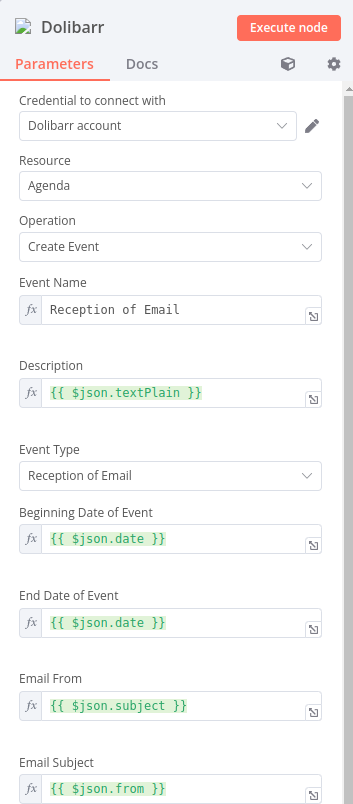 Dolibarr
Execute node
Parameters
Docs
Credential to connect with
Dolibarr account
Resource
Agenda
Operation
Create Event
Event Name
fx Reception of Email
Description
fx {{ $json.textPlain }}
Event Type
Reception of Email
Beginning Date of Event
fx {{ $json.date }}
End Date of Event
fx {{ $json.date }}
Email From
fx {{ $json.subject }}
Email Subject
fx {{ $json.from }}